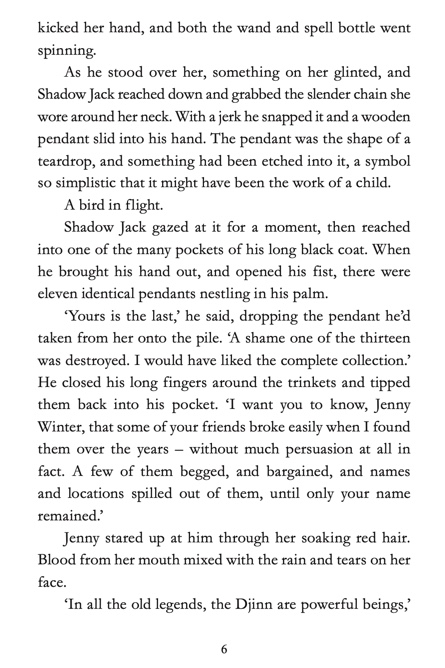 kicked her hand, and both the wand and spell bottle went
spinning.
As he stood over her, something on her glinted, and
Shadow Jack reached down and grabbed the slender chain she
wore around her neck. With a jerk he snapped it and a wooden
pendant slid into his hand. The pendant was the shape of a
teardrop, and something had been etched into it, a symbol
so simplistic that it might have been the work of a child.
A bird in flight.
Shadow Jack gazed at it for a moment, then reached
into one of the many pockets of his long black coat. When
he brought his hand out, and opened his fist, there were
eleven identical pendants nestling in his palm.
‘Yours is the last,’ he said, dropping the pendant he’d
taken from her onto the pile. ‘A shame one of the thirteen
was destroyed. I would have liked the complete collection.’
He closed his long fingers around the trinkets and tipped
them back into his pocket. ‘I want you to know, Jenny
Winter, that some of your friends broke easily when I found
them over the years – without much persuasion at all in
fact. A few of them begged, and bargained, and names
and locations spilled out of them, until only your name
remained.’
Jenny stared up at him through her soaking red hair.
Blood from her mouth mixed with the rain and tears on her
face.
‘In all the old legends, the Djinn are powerful beings,’
6